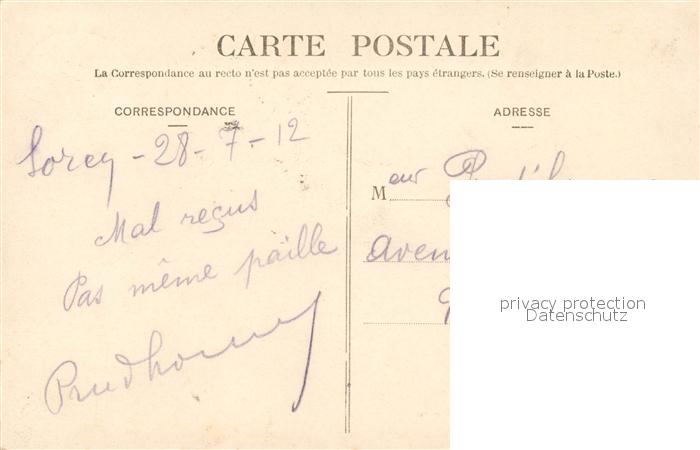 CARTE POSTALE
La Correspondance au recto n'est pas acceptée par tous les pays étrangers. (Se renseigner à la Poste.)
CORRESPONDANCE
Sorcy - 28 - 7 - 12
Mal reçus
Pas même paille
Prudhomme
ADRESSE
M eur
aven
privacy protection
Datenschutz